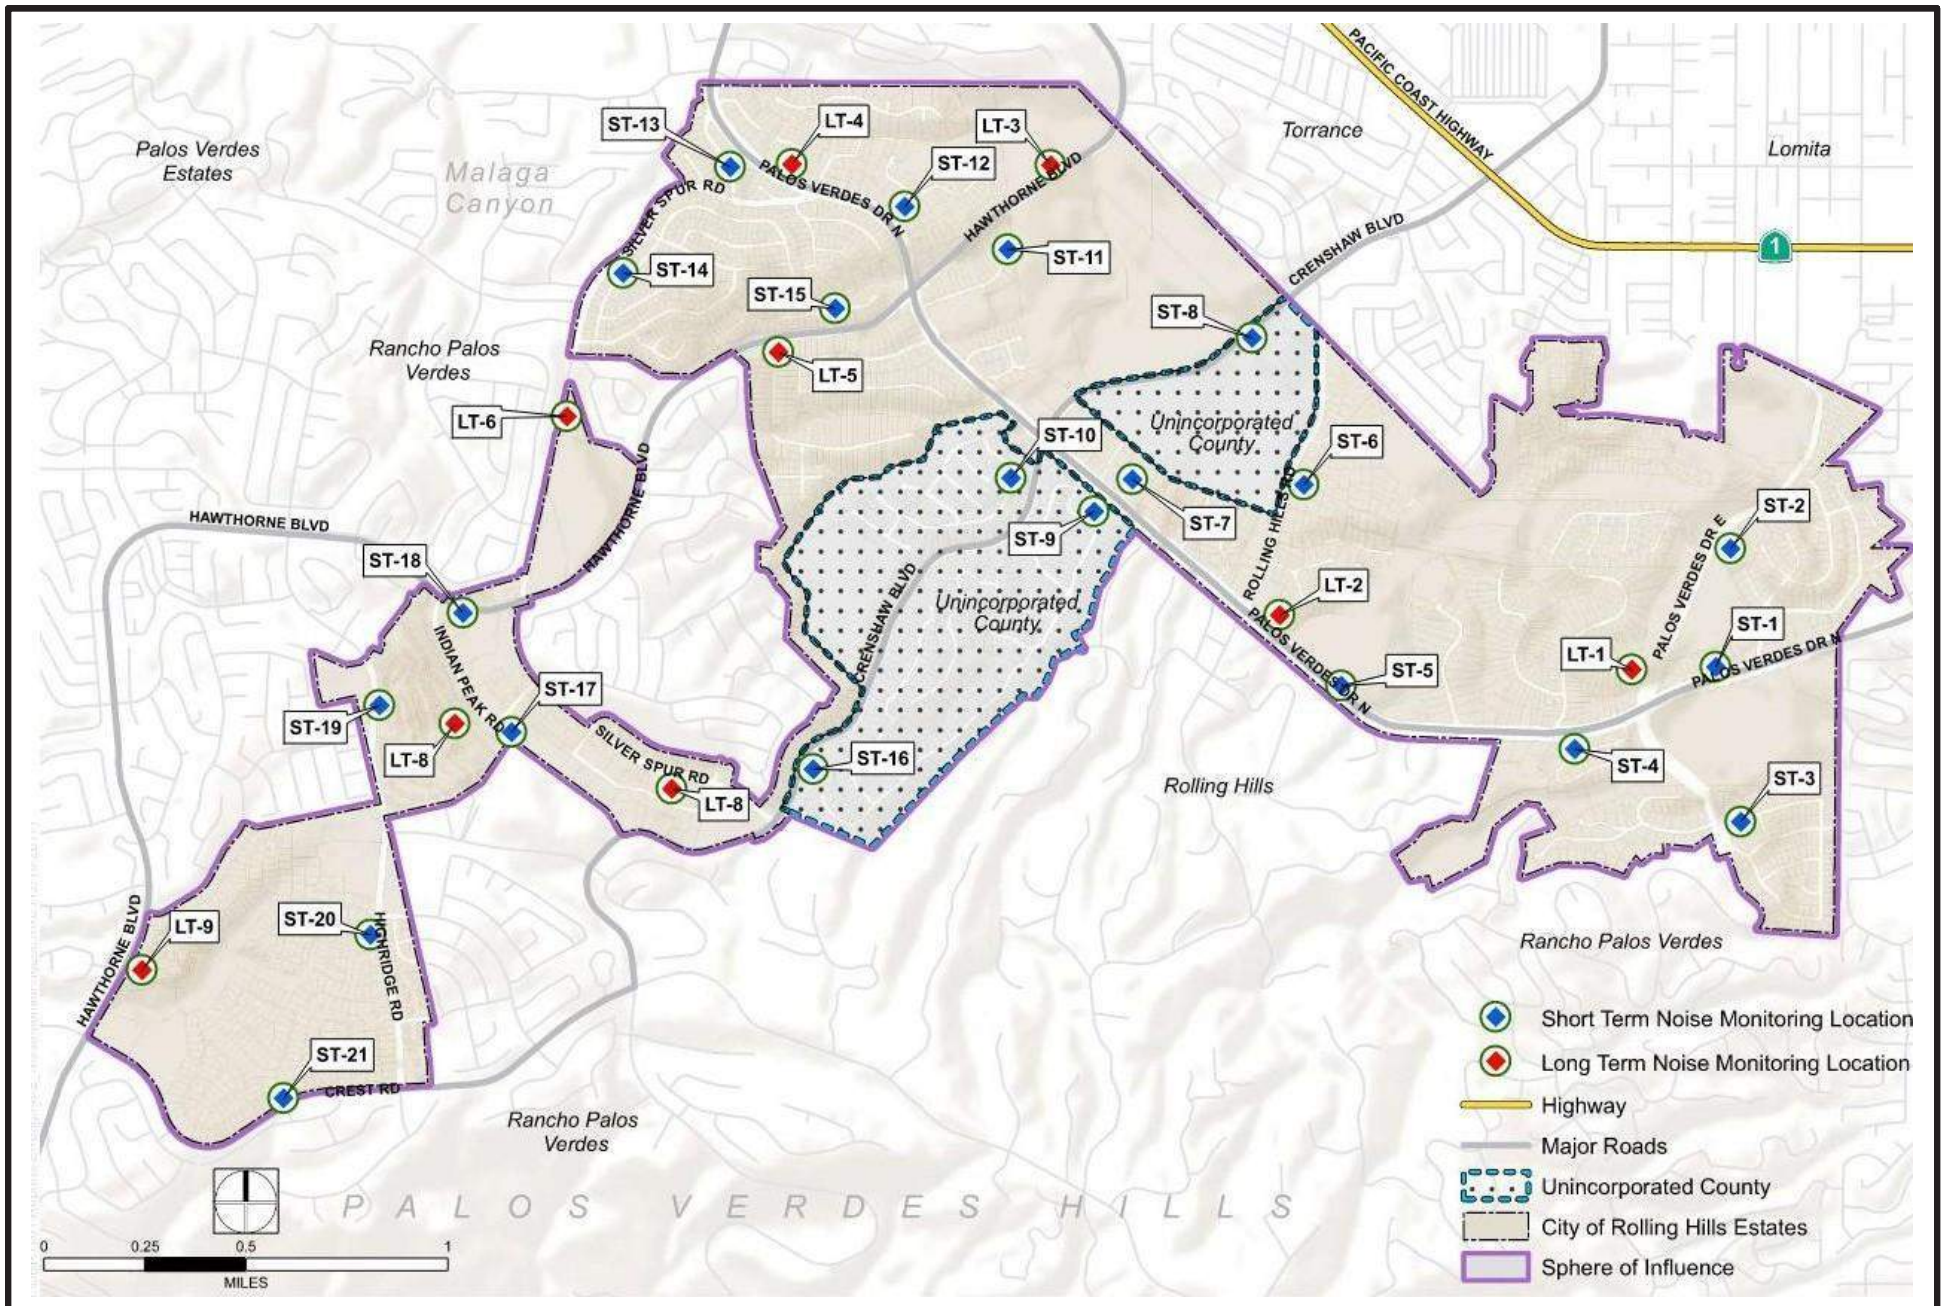 PACIFIC COAST HIGHWAY
ST-13
LT-4
LT-3
Torrance
Lomita
Palos Verdes
Estates
Malaga
Canyon
ST-12
PALOS VERDES DR N
HAWTHORNE BLVD
SILVER SPUR RD
ST-14
ST-11
CRENSHAW BLVD
1
ST-15
ST-8
Rancho Palos
Verdes
LT-5
LT-6
Unincorporated
County
ST-10
ST-6
HAWTHORNE BLVD
HAWTHORNE BLVD
ST-9
ST-7
ROLLING HILLS RD
ST-2
PALOS VERDES DR E
ST-18
CRENSHAW BLVD
Unincorporated
County
LT-2
PALOS VERDES DR N
ST-1
LT-1
PALOS VERDES DR N
INDIAN PEAK RD
ST-5
ST-17
ST-19
LT-8
SILVER SPUR RD
ST-16
LT-8
ST-4
ST-3
Rolling Hills
HAWTHORNE BLVD
LT-9
ST-20
HIGHRIDGE RD
Rancho Palos Verdes
ST-21
CREST RD
Rancho Palos
Verdes
PALOS VERDES HILLS
0 0.25 0.5 1
MILES
Short Term Noise Monitoring Location
Long Term Noise Monitoring Location
Highway
Major Roads
Unincorporated County
City of Rolling Hills Estates
Sphere of Influence